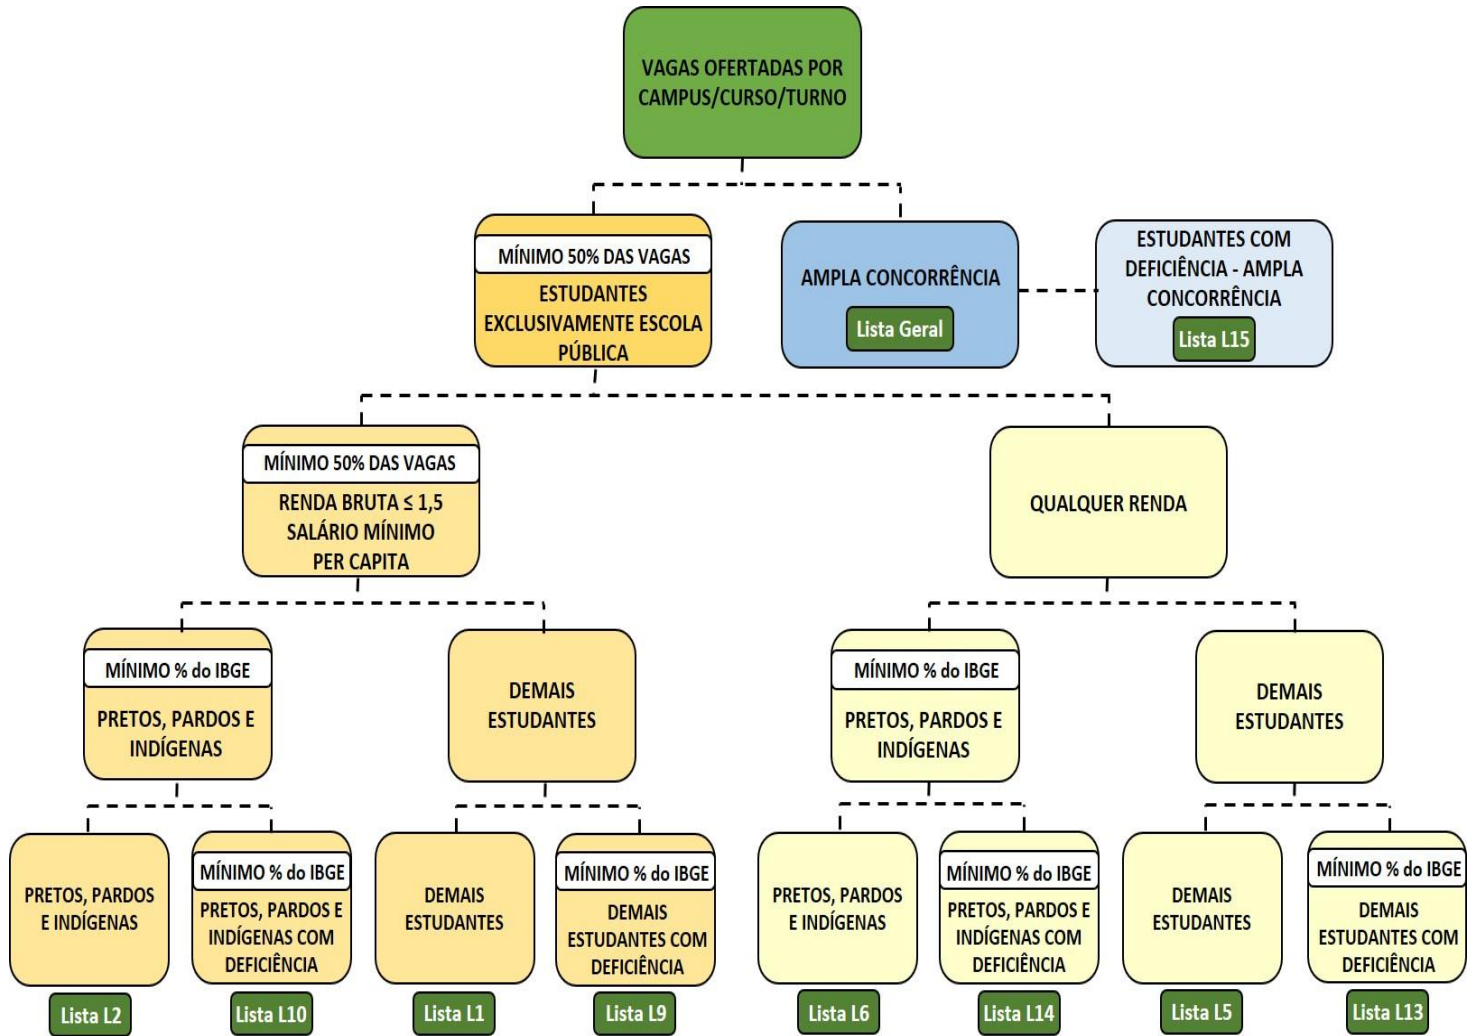 VAGAS OFERTADAS POR
CAMPUS/CURSO/TURNO
MÍNIMO 50% DAS VAGAS
ESTUDANTES
EXCLUSIVAMENTE ESCOLA
PÚBLICA
AMPLA CONCORRÊNCIA
Lista Geral
ESTUDANTES COM
DEFICIÊNCIA - AMPLA
CONCORRÊNCIA
Lista L15
MÍNIMO 50% DAS VAGAS
RENDA BRUTA ≤ 1,5
SALÁRIO MÍNIMO
PER CAPITA
QUALQUER RENDA
MÍNIMO % do IBGE
PRETOS, PARDOS E
INDÍGENAS
DEMAIS
ESTUDANTES
MÍNIMO % do IBGE
PRETOS, PARDOS E
INDÍGENAS
DEMAIS
ESTUDANTES
PRETOS, PARDOS
E INDÍGENAS
Lista L2
MÍNIMO % do IBGE
PRETOS, PARDOS E
INDÍGENAS COM
DEFICIÊNCIA
Lista L10
DEMAIS
ESTUDANTES
Lista L1
MÍNIMO % do IBGE
DEMAIS
ESTUDANTES COM
DEFICIÊNCIA
Lista L9
PRETOS, PARDOS
E INDÍGENAS
Lista L6
MÍNIMO % do IBGE
PRETOS, PARDOS E
INDÍGENAS COM
DEFICIÊNCIA
Lista L14
DEMAIS
ESTUDANTES
Lista L5
MÍNIMO % do IBGE
DEMAIS
ESTUDANTES COM
DEFICIÊNCIA
Lista L13